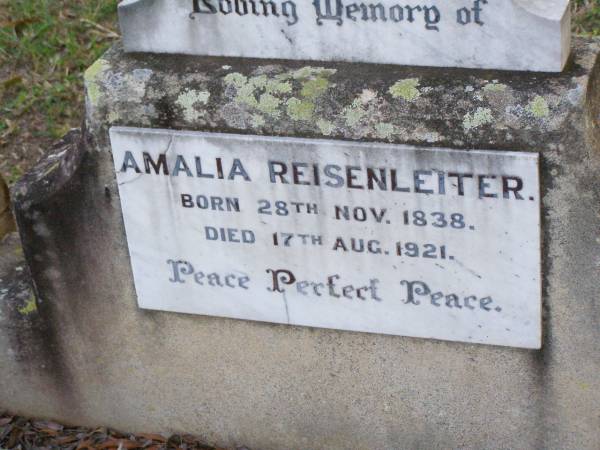 Loving Memory of
AMALIA REISENLEITER.
BORN 28TH NOV. 1838.
DIED 17TH AUG. 1921.
Peace Perfect Peace.